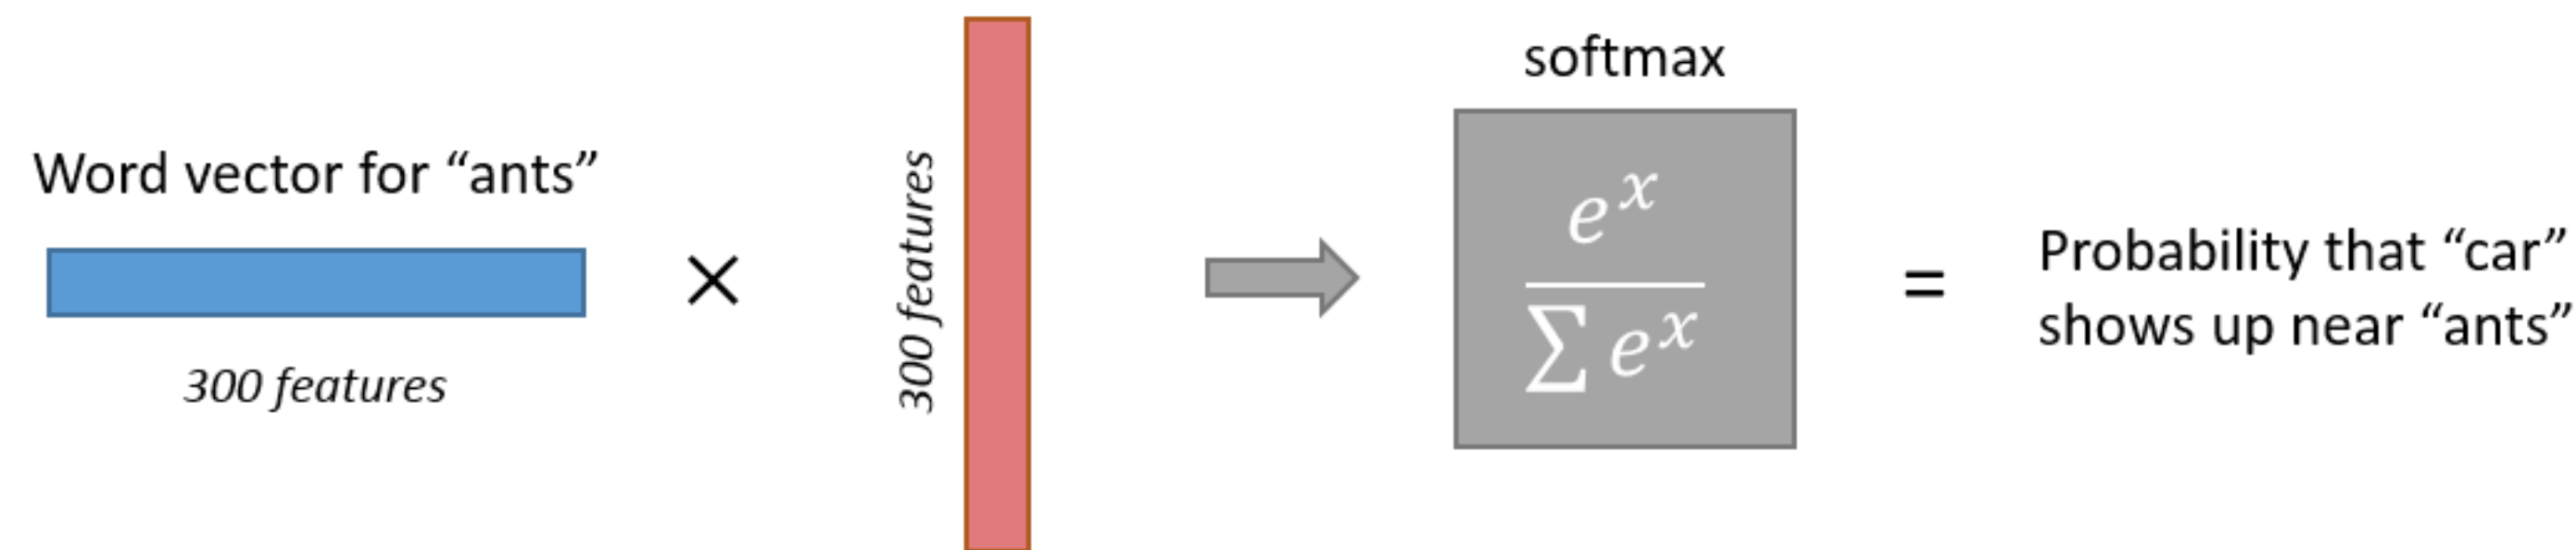 Word vector for “ants”
300 features
×
300 features
softmax
e^x
∑ e^x
=
Probability that “car”
shows up near “ants”